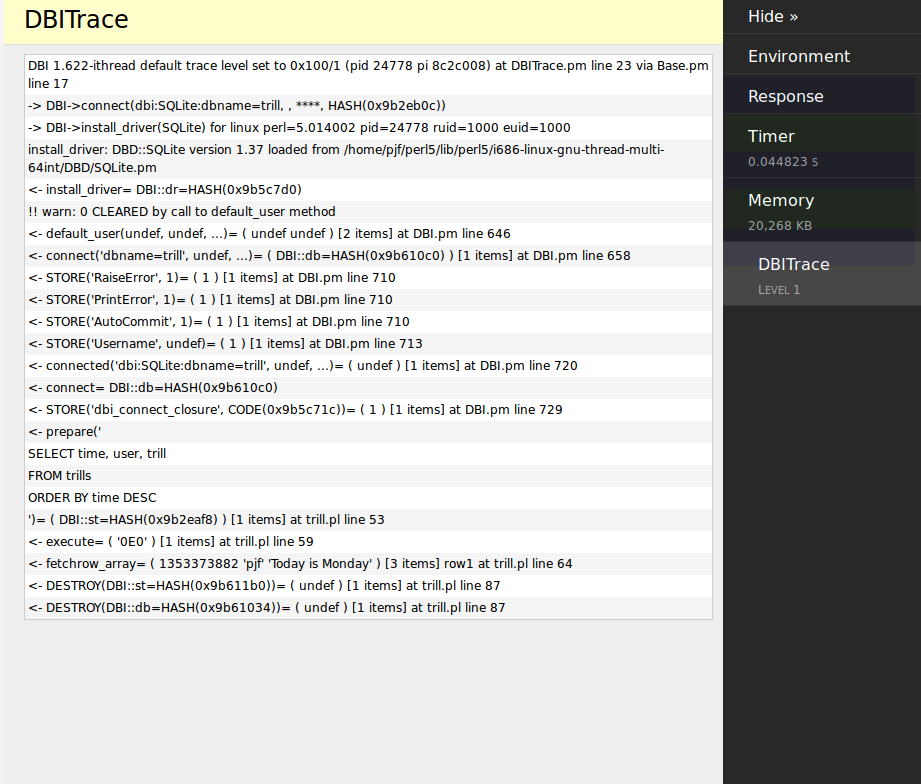 DBITrace
DBI 1.622-ithread default trace level set to 0x100/1 (pid 24778 pi 8c2c008) at DBITrace.pm line 23 via Base.pm
line 17
-> DBI->connect(dbi:SQLite:dbname=trill, , ****, HASH(0x9b2eb0c))
-> DBI->install_driver(SQLite) for linux perl=5.014002 pid=24778 ruid=1000 euid=1000
install_driver: DBD::SQLite version 1.37 loaded from /home/pjf/perl5/lib/perl5/i686-linux-gnu-thread-multi-
64int/DBD/SQLite.pm
<- install_driver= DBI::dr=HASH(0x9b5c7d0)
!! warn: 0 CLEARED by call to default_user method
<- default_user(undef, undef, ...)= ( undef undef ) [2 items] at DBI.pm line 646
<- connect('dbname=trill', undef, ...)= ( DBI::db=HASH(0x9b610c0) ) [1 items] at DBI.pm line 658
<- STORE('RaiseError', 1)= ( 1 ) [1 items] at DBI.pm line 710
<- STORE('PrintError', 1)= ( 1 ) [1 items] at DBI.pm line 710
<- STORE('AutoCommit', 1)= ( 1 ) [1 items] at DBI.pm line 710
<- STORE('Username', undef)= ( 1 ) [1 items] at DBI.pm line 713
<- connected('dbi:SQLite:dbname=trill', undef, ...)= ( undef ) [1 items] at DBI.pm line 720
<- connect= DBI::db=HASH(0x9b610c0)
<- STORE('dbi_connect_closure', CODE(0x9b5c71c))= ( 1 ) [1 items] at DBI.pm line 729
<- prepare('
SELECT time, user, trill
FROM trills
ORDER BY time DESC
')= ( DBI::st=HASH(0x9b2eaf8) ) [1 items] at trill.pl line 53
<- execute= ( '0E0' ) [1 items] at trill.pl line 59
<- fetchrow_array= ( 1353373882 'pjf' 'Today is Monday' ) [3 items] row1 at trill.pl line 64
<- DESTROY(DBI::st=HASH(0x9b611b0))= ( undef ) [1 items] at trill.pl line 87
<- DESTROY(DBI::db=HASH(0x9b61034))= ( undef ) [1 items] at trill.pl line 87
Hide »
Environment
Response
Timer
0.044823 S
Memory
20,268 KB
DBITrace
LEVEL 1